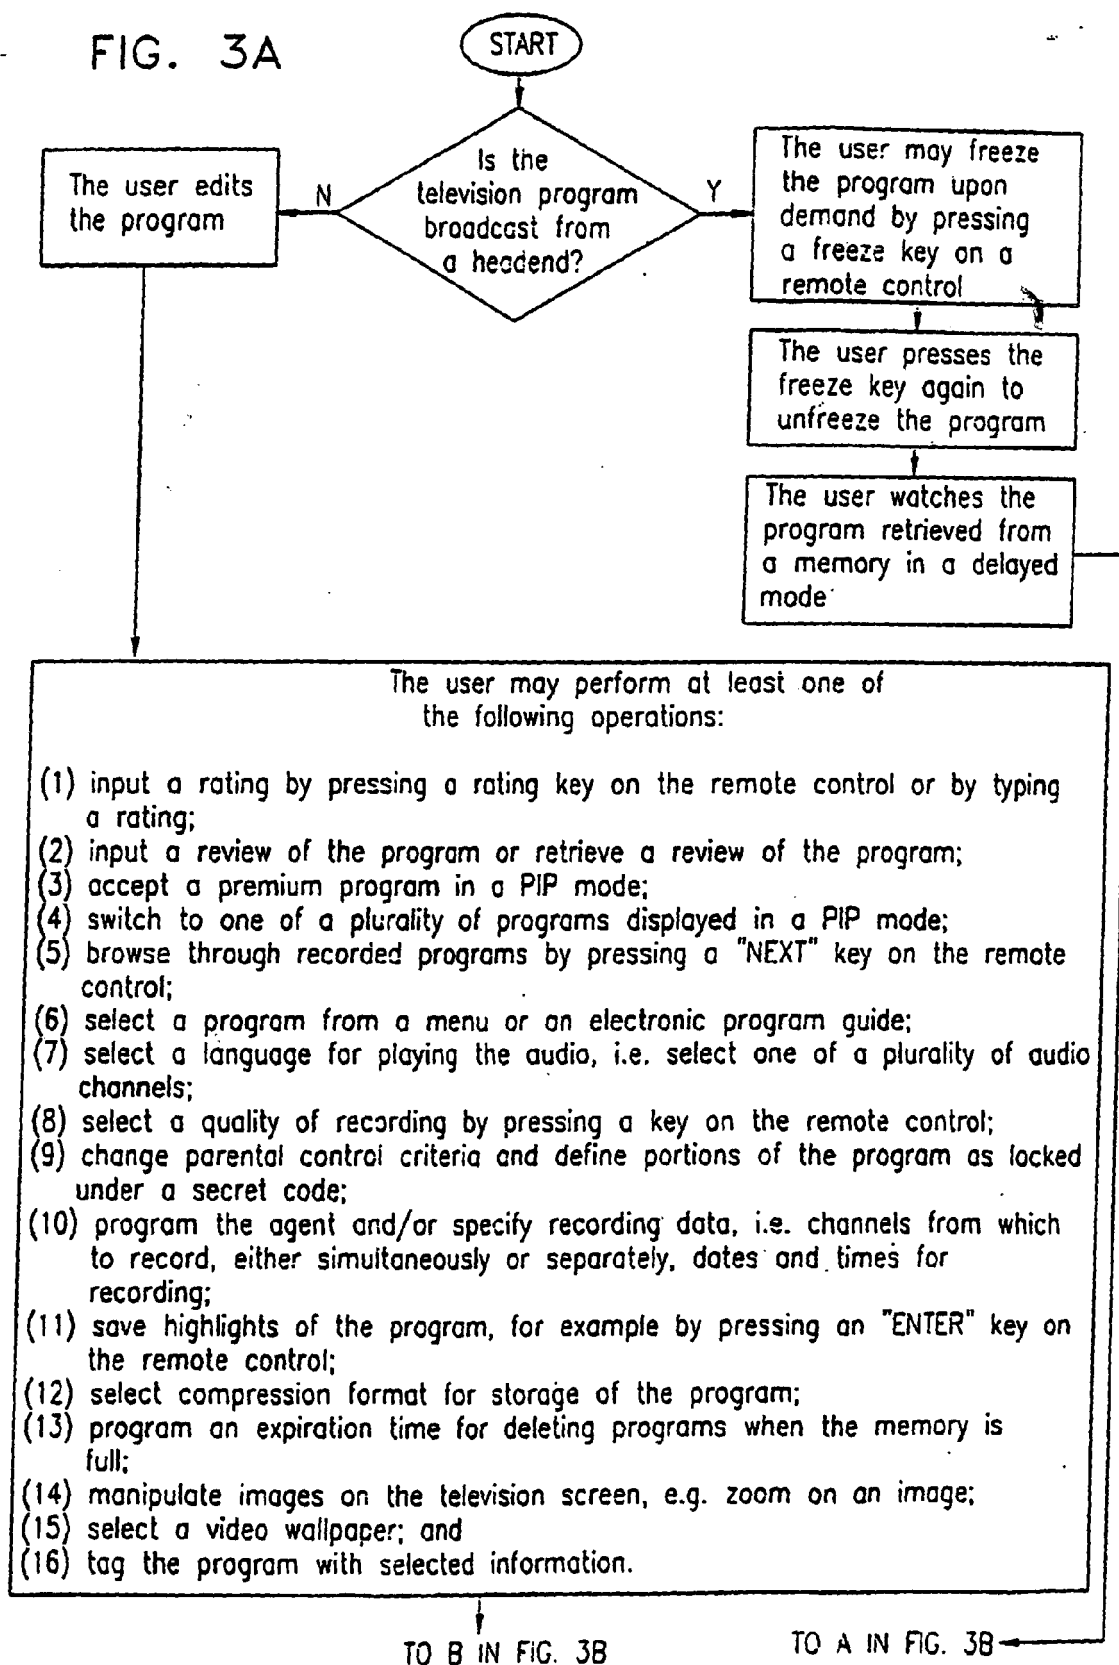 FIG. 3A
START
Is the
television program
broadcast from
a headend?
N
Y
The user edits
the program
The user may freeze
the program upon
demand by pressing
a freeze key on a
remote control
The user presses the
freeze key again to
unfreeze the program
The user watches the
program retrieved from
a memory in a delayed
mode
The user may perform at least one of
the following operations:
(1) input a rating by pressing a rating key on the remote control or by typing
a rating;
(2) input a review of the program or retrieve a review of the program;
(3) accept a premium program in a PIP mode;
(4) switch to one of a plurality of programs displayed in a PIP mode;
(5) browse through recorded programs by pressing a "NEXT" key on the remote
control;
(6) select a program from a menu or an electronic program guide;
(7) select a language for playing the audio, i.e. select one of a plurality of audio
channels;
(8) select a quality of recording by pressing a key on the remote control;
(9) change parental control criteria and define portions of the program as locked
under a secret code;
(10) program the agent and/or specify recording data, i.e. channels from which
to record, either simultaneously or separately, dates and times for
recording;
(11) save highlights of the program, for example by pressing an "ENTER" key on
the remote control;
(12) select compression format for storage of the program;
(13) program an expiration time for deleting programs when the memory is
full;
(14) manipulate images on the television screen, e.g. zoom on an image;
(15) select a video wallpaper; and
(16) tag the program with selected information.
TO B IN FIG. 3B
TO A IN FIG. 3B